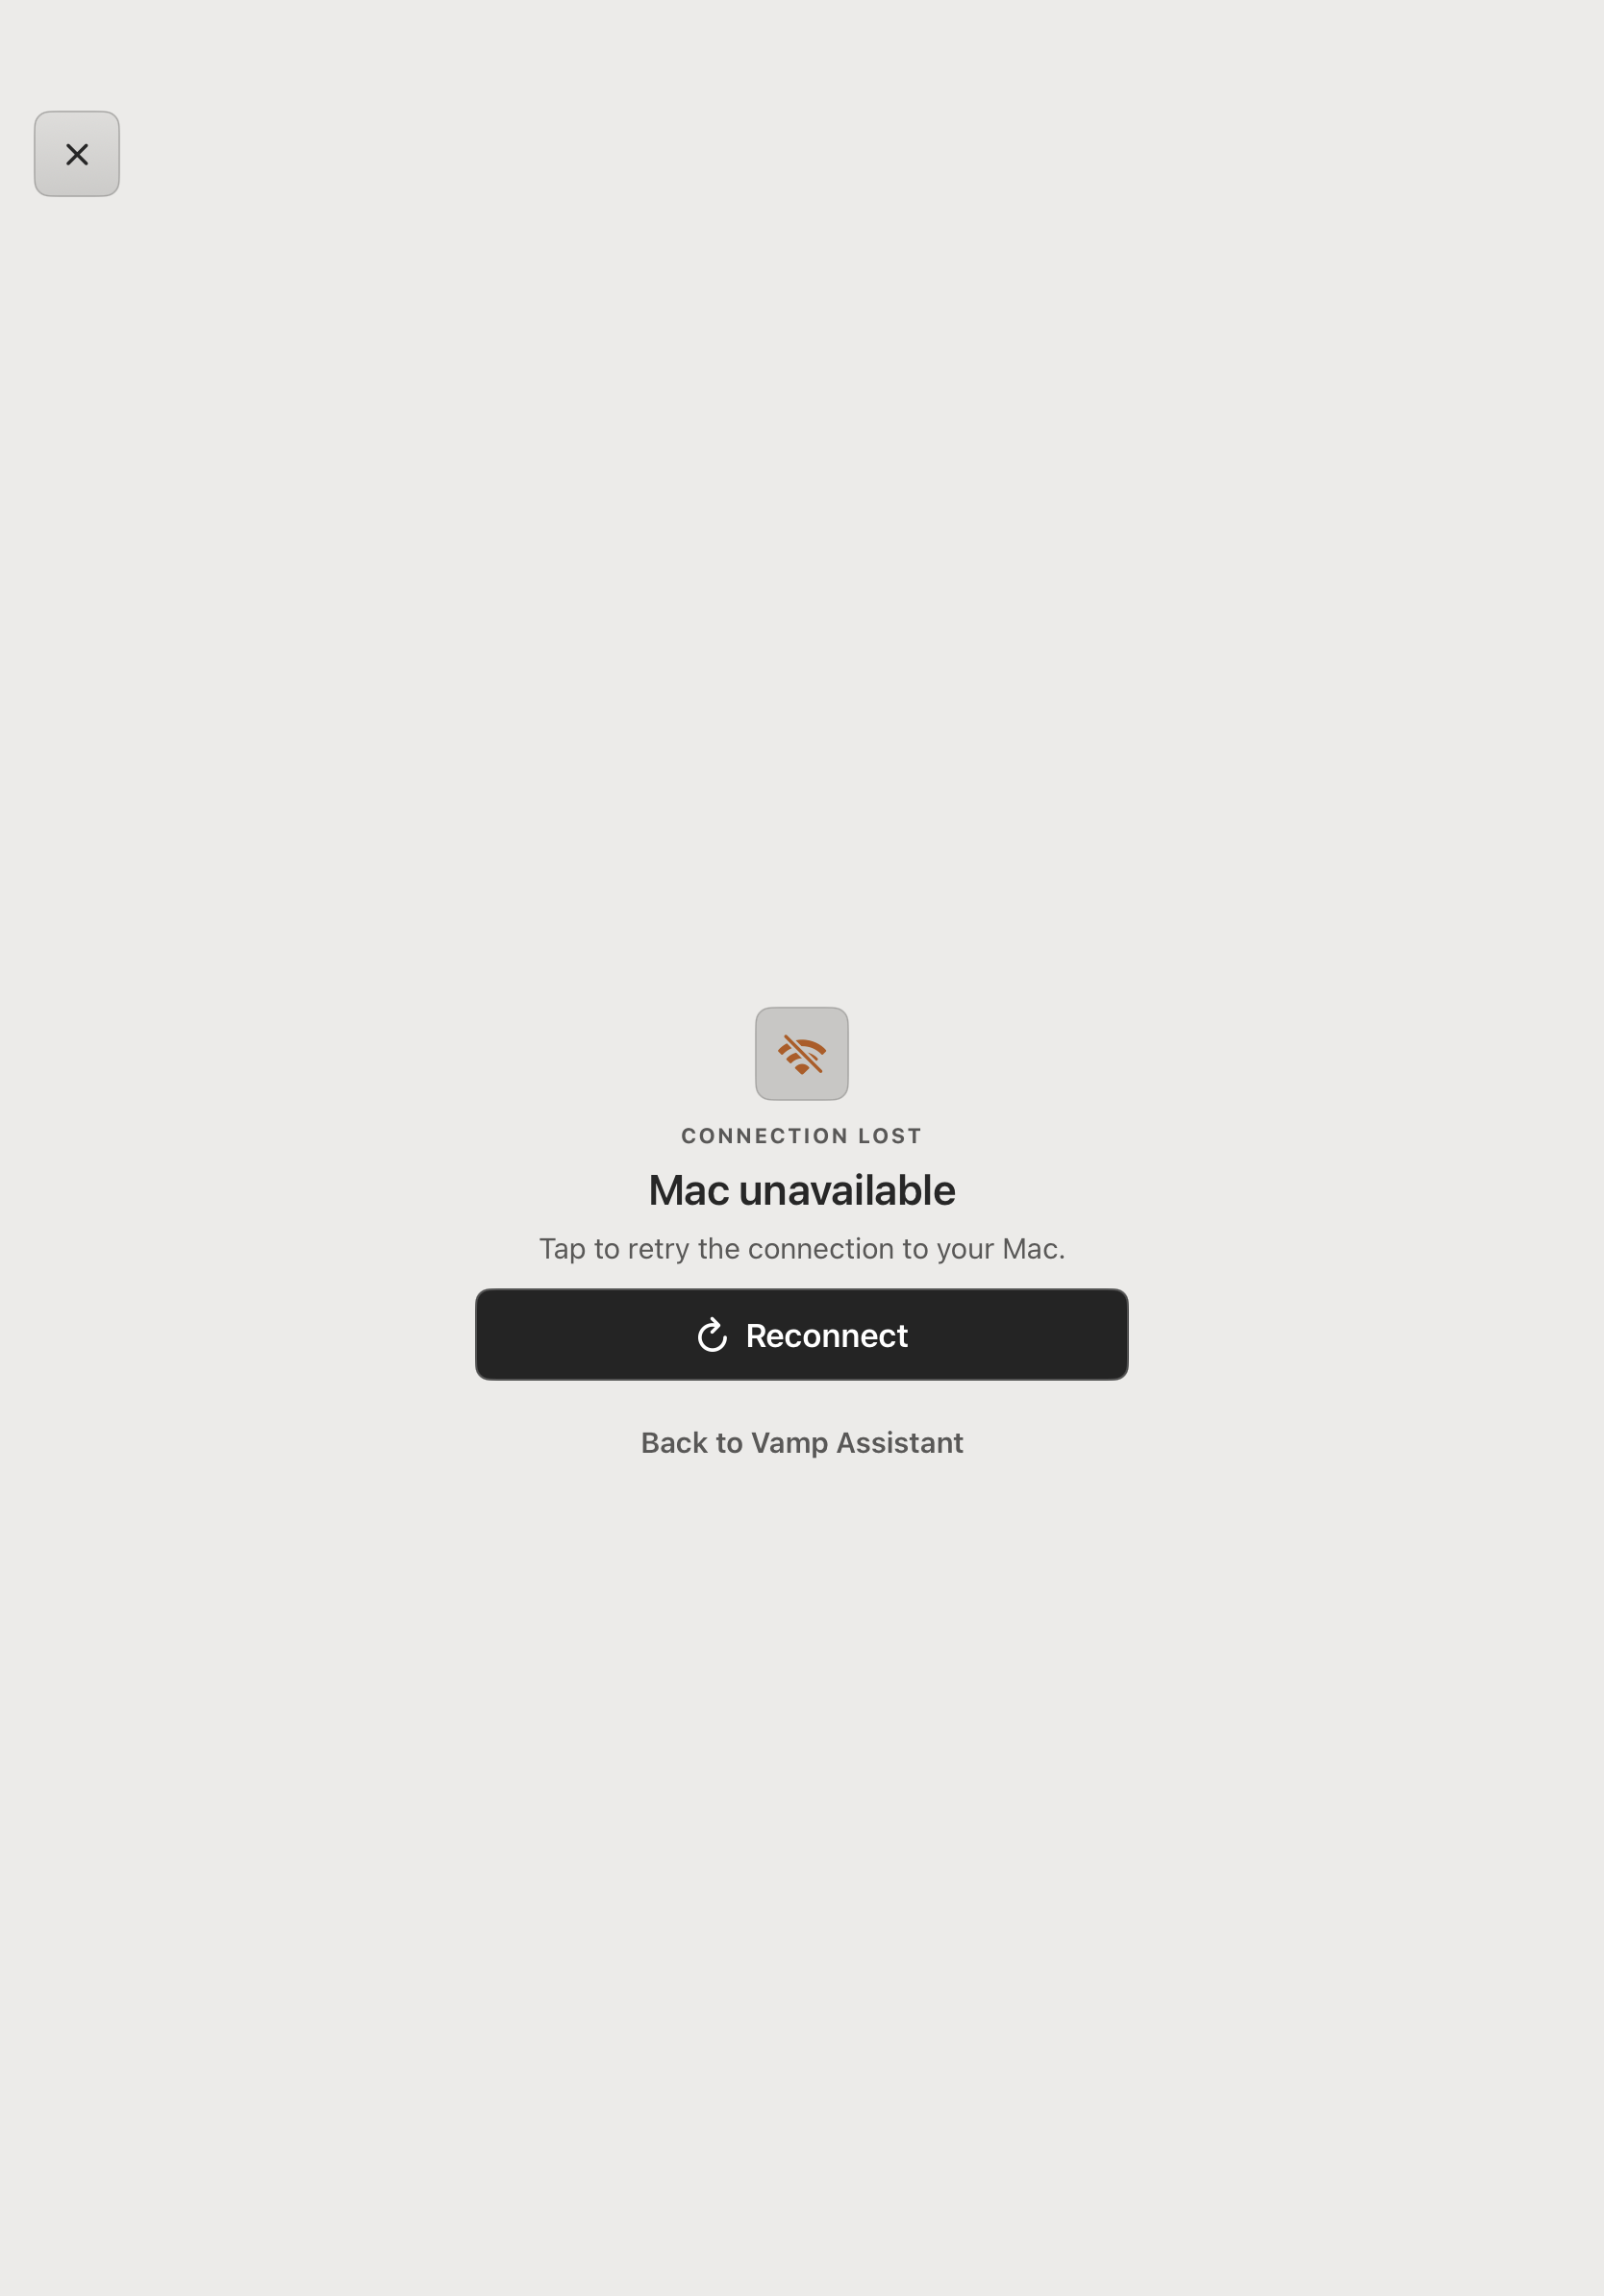 CONNECTION LOST
Mac unavailable
Tap to retry the connection to your Mac.
Reconnect
Back to Vamp Assistant